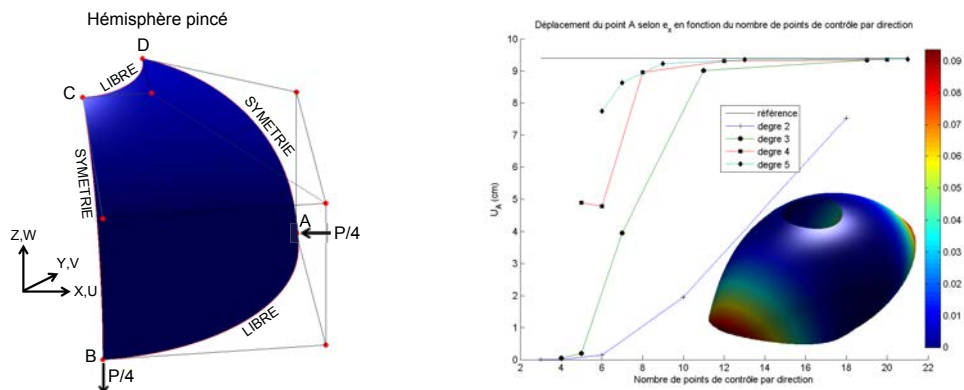 Hémisphère pincé
D
LIBRE
C
SYMETRIE
SYMETRIE
A
P/4
Z,W
Y,V
X,U
LIBRE
B
P/4
Déplacement du point A selon e_x en fonction du nombre de points de contrôle par direction
10
9
8
7
6
5
4
3
2
1
0
U_A (cm)
référence
degre 2
degre 3
degre 4
degre 5
0.09
0.08
0.07
0.06
0.05
0.04
0.03
0.02
0.01
0
2 4 6 8 10 12 14 16 18 20 22
Nombre de points de contrôle par direction